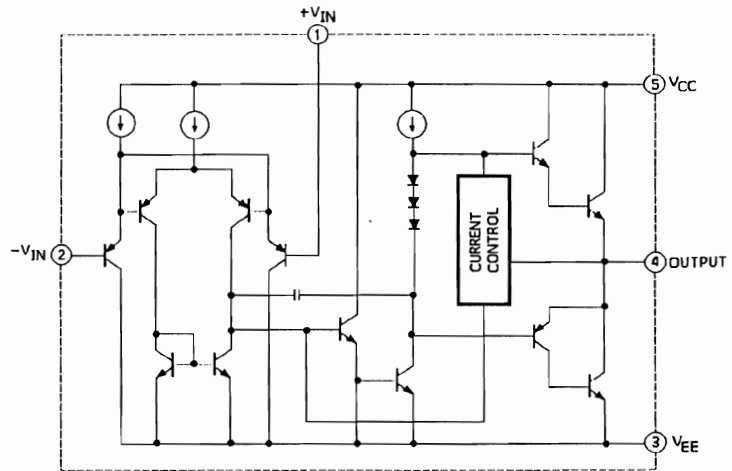 +VIN
1
5 VCC
-VIN 2
CURRENT
CONTROL
4 OUTPUT
3 VEE